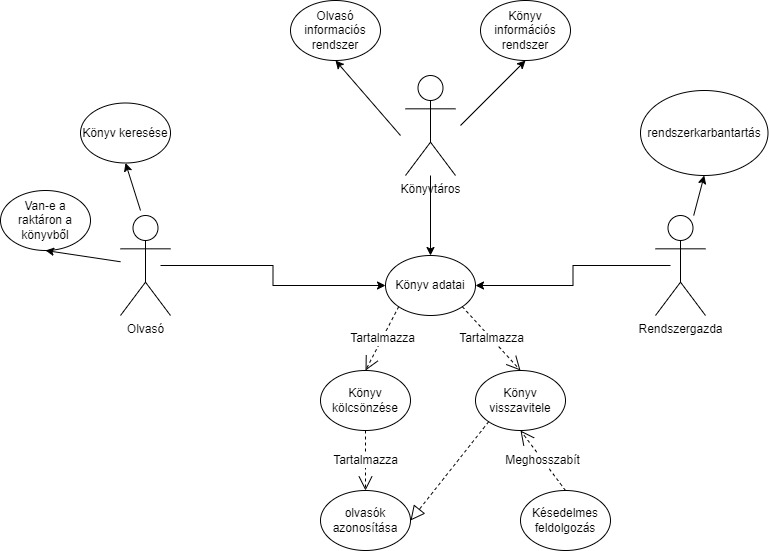 Olvasó
informaciós
rendszer
Könyv
információs
rendszer
Könyv keresése
rendszerkarbantartás
Könyvtáros
Van-e a
raktáron a
könyvből
Olvasó
Könyv adatai
Rendszergazda
Tartalmazza
Tartalmazza
Könyv
kölcsönzése
Könyv
visszavitele
Tartalmazza
Meghosszabít
olvasók
azonosítása
Késedelmes
feldolgozás